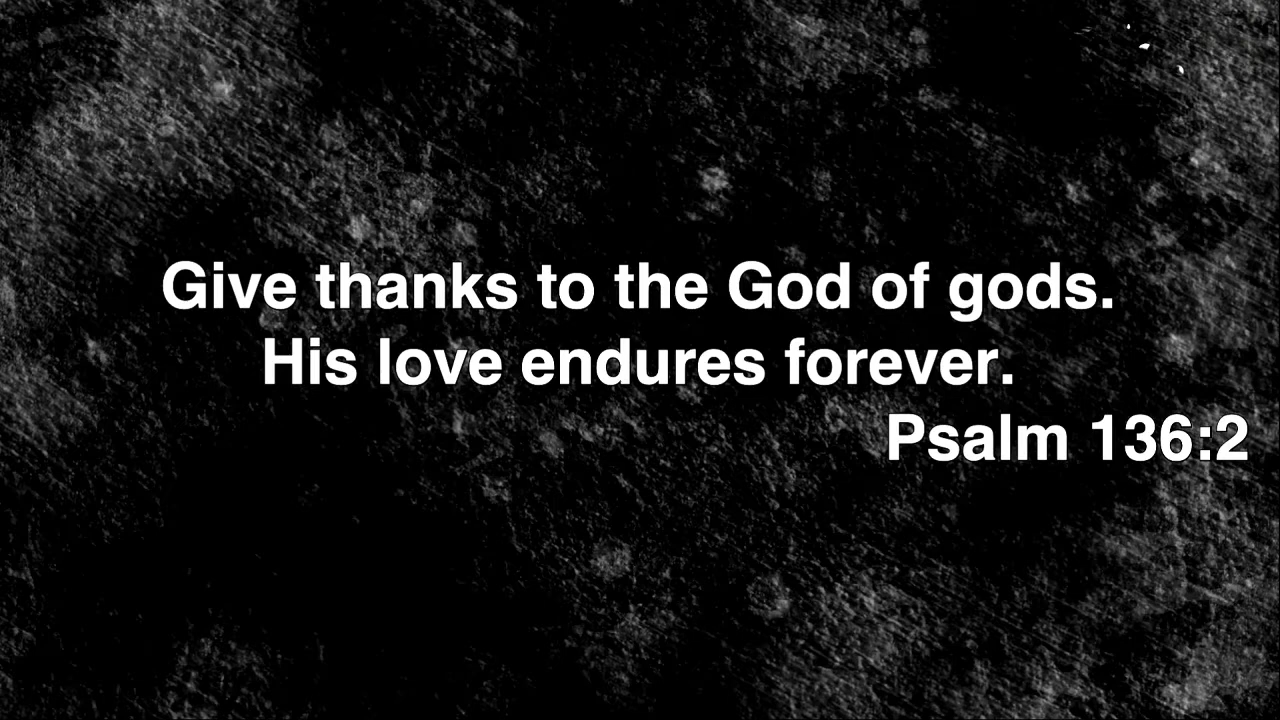 Give thanks to the God of gods.
His love endures forever.
Psalm 136:2